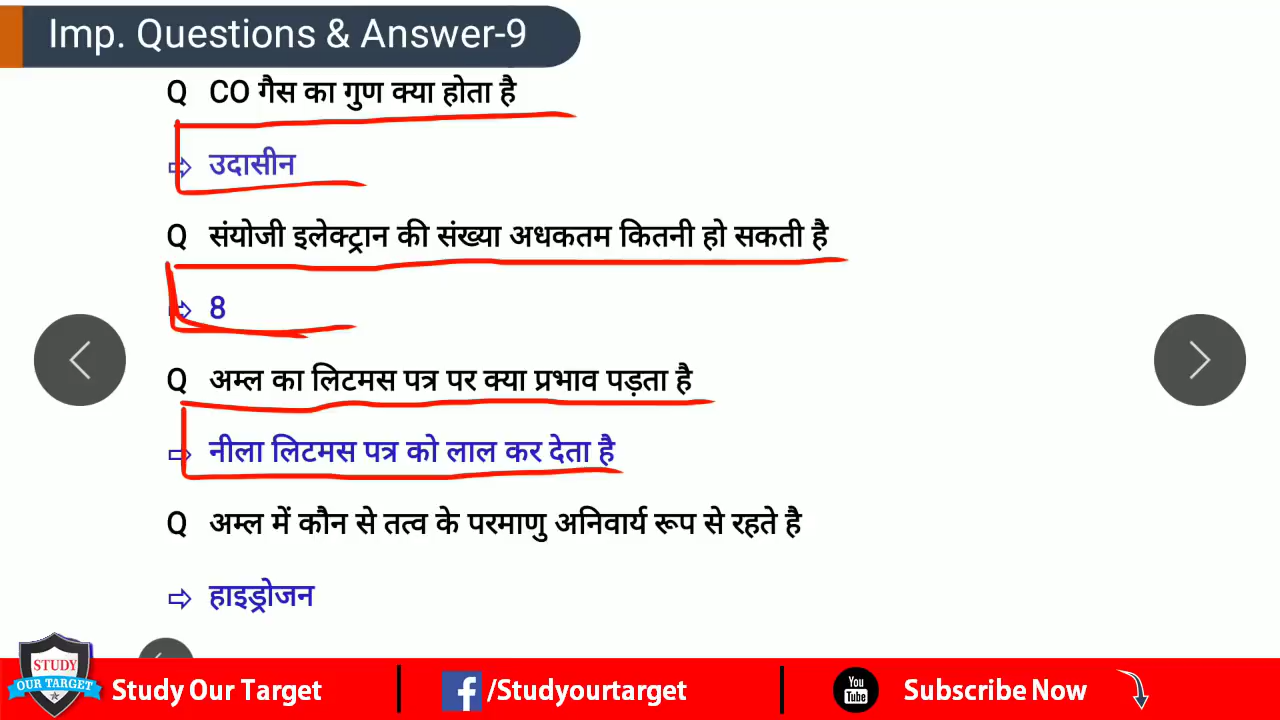 Imp. Questions & Answer-9
Q CO गैस का गुण क्या होता है
⇨ उदासीन
Q संयोजी इलेक्ट्रान की संख्या अधकतम कितनी हो सकती है
⇨ 8
Q अम्ल का लिटमस पत्र पर क्या प्रभाव पड़ता है
⇨ नीला लिटमस पत्र को लाल कर देता है
Q अम्ल में कौन से तत्व के परमाणु अनिवार्य रूप से रहते है
⇨ हाइड्रोजन
STUDY
OUR TARGET
Study Our Target
f /Studyourtarget
You
Tube
Subscribe Now